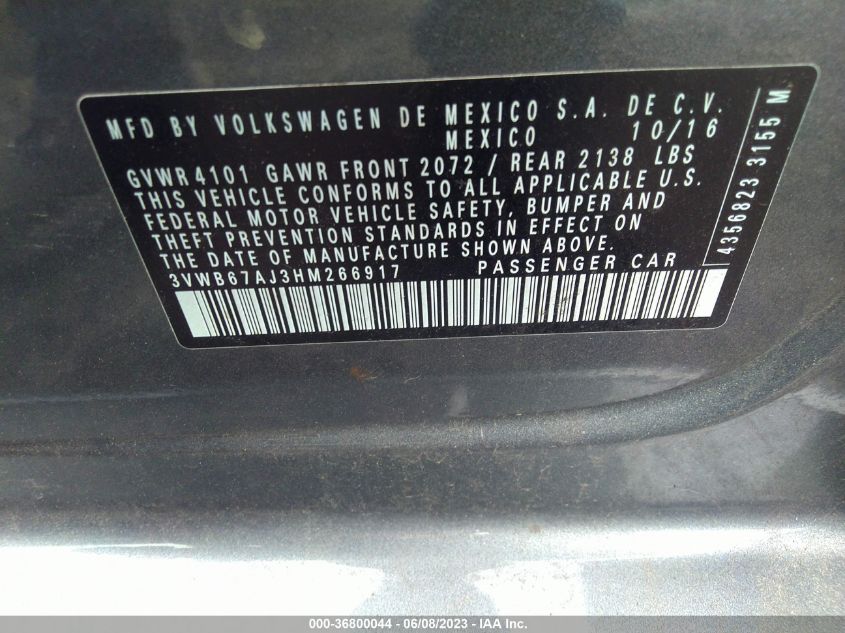 MFD BY VOLKSWAGEN DE MEXICO S.A. DE C.V.
MEXICO 10/16
GVWR 4101 GAWR FRONT 2072 / REAR 2138 LBS
THIS VEHICLE CONFORMS TO ALL APPLICABLE U.S.
FEDERAL MOTOR VEHICLE SAFETY, BUMPER AND
THEFT PREVENTION STANDARDS IN EFFECT ON
THE DATE OF MANUFACTURE SHOWN ABOVE.
3VWB67AJ3HM266917 PASSENGER CAR
4356823 3155 M
000-36800044 - 06/08/2023 - IAA Inc.